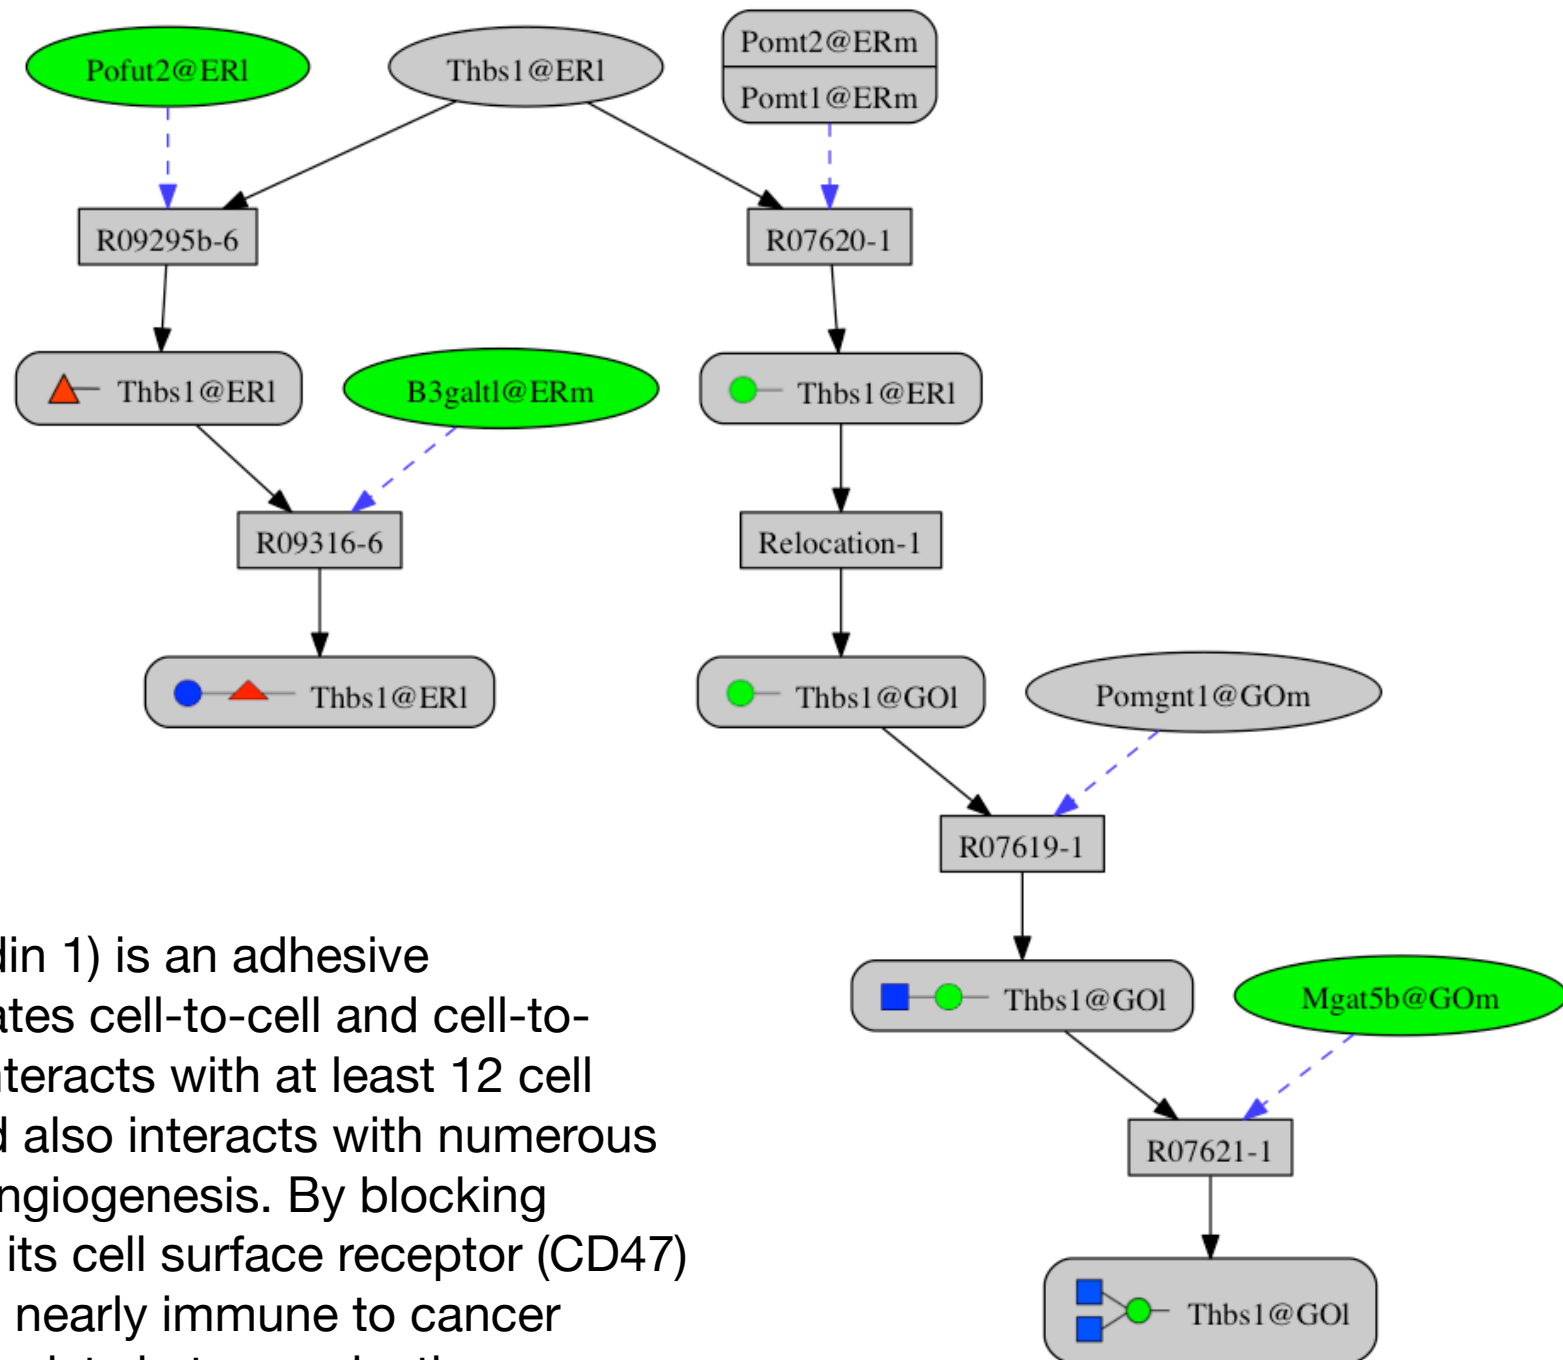 Pofut2@ERl
Thbs1@ERl
Pomt2@ERm
Pomt1@ERm
R09295b-6
R07620-1
Thbs1@ERl
B3galtl@ERm
Thbs1@ERl
R09316-6
Relocation-1
Thbs1@ERl
Thbs1@GOl
Pomgnt1@GOm
R07619-1
Thbs1@GOl
Mgat5b@GOm
R07621-1
Thbs1@GOl
din 1) is an adhesive
ates cell-to-cell and cell-to-
nteracts with at least 12 cell
d also interacts with numerous
ngiogenesis. By blocking
its cell surface receptor (CD47)
nearly immune to cancer